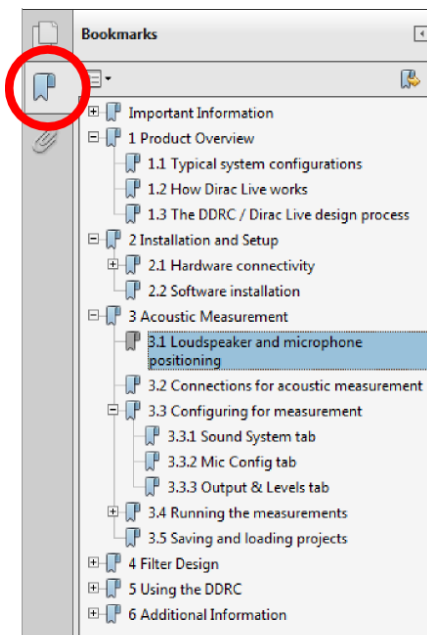 Bookmarks
Important Information
1 Product Overview
1.1 Typical system configurations
1.2 How Dirac Live works
1.3 The DDRC / Dirac Live design process
2 Installation and Setup
2.1 Hardware connectivity
2.2 Software installation
3 Acoustic Measurement
3.1 Loudspeaker and microphone
positioning
3.2 Connections for acoustic measurement
3.3 Configuring for measurement
3.3.1 Sound System tab
3.3.2 Mic Config tab
3.3.3 Output & Levels tab
3.4 Running the measurements
3.5 Saving and loading projects
4 Filter Design
5 Using the DDRC
6 Additional Information